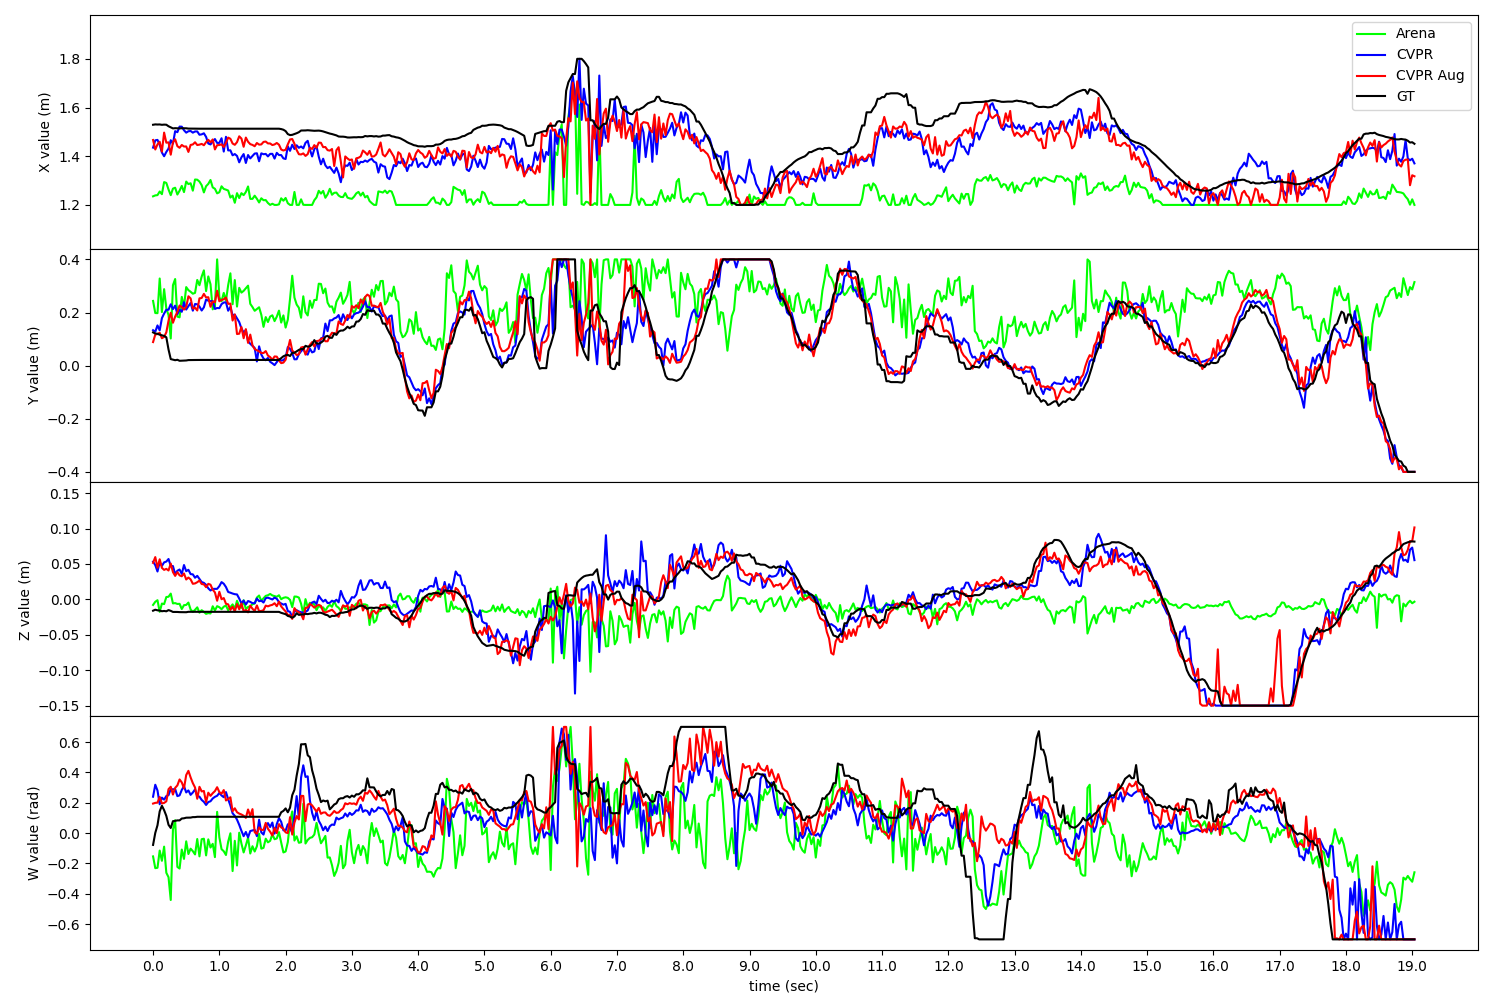 Arena
CVPR
CVPR Aug
GT
X value (m)
1.8
1.6
1.4
1.2
Y value (m)
0.4
0.2
0.0
−0.2
−0.4
Z value (m)
0.15
0.10
0.05
0.00
−0.05
−0.10
−0.15
W value (rad)
0.6
0.4
0.2
0.0
−0.2
−0.4
−0.6
0.0 1.0 2.0 3.0 4.0 5.0 6.0 7.0 8.0 9.0 10.0 11.0 12.0 13.0 14.0 15.0 16.0 17.0 18.0 19.0
time (sec)